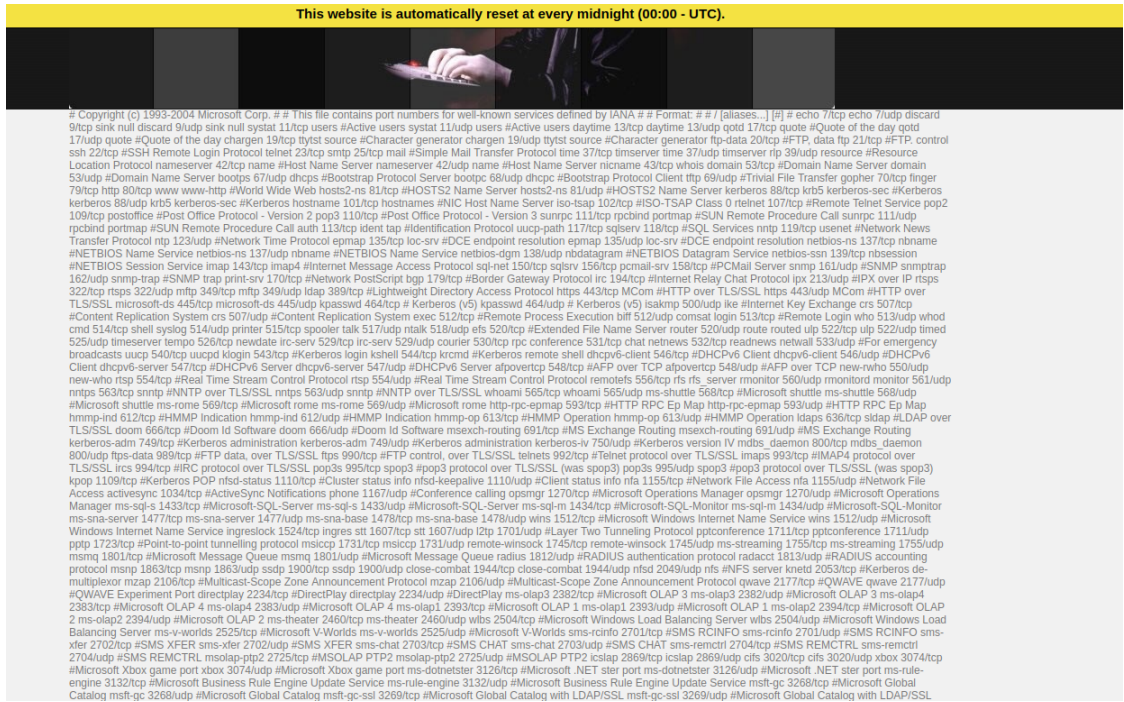 This website is automatically reset at every midnight (00:00 - UTC).
# Copyright (c) 1993-2004 Microsoft Corp. # # This file contains port numbers for well-known services defined by IANA # # Format: # # / [aliases...] [#] # echo 7/tcp echo 7/udp discard
9/tcp sink null discard 9/udp sink null systat 11/tcp users #Active users systat 11/udp users #Active users daytime 13/tcp daytime 13/udp qotd 17/tcp quote #Quote of the day qotd
17/udp quote #Quote of the day chargen 19/tcp ttytst source #Character generator chargen 19/udp ttytst source #Character generator ftp-data 20/tcp #FTP, data ftp 21/tcp #FTP. control
ssh 22/tcp #SSH Remote Login Protocol telnet 23/tcp smtp 25/tcp mail #Simple Mail Transfer Protocol time 37/tcp timserver time 37/udp timserver rlp 39/udp resource #Resource
Location Protocol nameserver 42/tcp name #Host Name Server nameserver 42/udp name #Host Name Server nicname 43/tcp whois domain 53/tcp #Domain Name Server domain
53/udp #Domain Name Server bootps 67/udp dhcps #Bootstrap Protocol Server bootpc 68/udp dhcpc #Bootstrap Protocol Client tftp 69/udp #Trivial File Transfer gopher 70/tcp finger
79/tcp http 80/tcp www www-http #World Wide Web hosts2-ns 81/tcp #HOSTS2 Name Server hosts2-ns 81/udp #HOSTS2 Name Server kerberos 88/tcp krb5 kerberos-sec #Kerberos
kerberos 88/udp krb5 kerberos-sec #Kerberos hostname 101/tcp hostnames #NIC Host Name Server iso-tsap 102/tcp #ISO-TSAP Class 0 rtelnet 107/tcp #Remote Telnet Service pop2
109/tcp postoffice #Post Office Protocol - Version 2 pop3 110/tcp #Post Office Protocol - Version 3 sunrpc 111/tcp rpcbind portmap #SUN Remote Procedure Call sunrpc 111/udp
rpcbind portmap #SUN Remote Procedure Call auth 113/tcp ident tap #Identification Protocol uucp-path 117/tcp sqlserv 118/tcp #SQL Services nntp 119/tcp usenet #Network News
Transfer Protocol ntp 123/udp #Network Time Protocol epmap 135/tcp loc-srv #DCE endpoint resolution epmap 135/udp loc-srv #DCE endpoint resolution netbios-ns 137/tcp nbname
#NETBIOS Name Service netbios-ns 137/udp nbname #NETBIOS Name Service netbios-dgm 138/udp nbdatagram #NETBIOS Datagram Service netbios-ssn 139/tcp nbsession
#NETBIOS Session Service imap 143/tcp imap4 #Internet Message Access Protocol sql-net 150/tcp sqlsrv 156/tcp pcmail-srv 158/tcp #PCMail Server snmp 161/udp #SNMP snmptrap
162/udp snmp-trap #SNMP trap print-srv 170/tcp #Network PostScript bgp 179/tcp #Border Gateway Protocol irc 194/tcp #Internet Relay Chat Protocol ipx 213/udp #IPX over IP rtsps
322/tcp rtsps 322/udp mftp 349/tcp mftp 349/udp ldap 389/tcp #Lightweight Directory Access Protocol https 443/tcp MCom #HTTP over TLS/SSL https 443/udp MCom #HTTP over
TLS/SSL microsoft-ds 445/tcp microsoft-ds 445/udp kpasswd 464/tcp # Kerberos (v5) kpasswd 464/udp # Kerberos (v5) isakmp 500/udp ike #Internet Key Exchange crs 507/tcp
#Content Replication System crs 507/udp #Content Replication System exec 512/tcp #Remote Process Execution biff 512/udp comsat login 513/tcp #Remote Login who 513/udp whod
cmd 514/tcp shell syslog 514/udp printer 515/tcp spooler talk 517/udp ntalk 518/udp efs 520/tcp #Extended File Name Server router 520/udp route routed ulp 522/tcp ulp 522/udp timed
525/udp timeserver tempo 526/tcp newdate irc-serv 529/tcp irc-serv 529/udp courier 530/tcp rpc conference 531/tcp chat netnews 532/tcp readnews netwall 533/udp #For emergency
broadcasts uucp 540/tcp uucpd klogin 543/tcp #Kerberos login kshell 544/tcp krcmd #Kerberos remote shell dhcpv6-client 546/tcp #DHCPv6 Client dhcpv6-client 546/udp #DHCPv6
Client dhcpv6-server 547/tcp #DHCPv6 Server dhcpv6-server 547/udp #DHCPv6 Server afpovertcp 548/tcp #AFP over TCP afpovertcp 548/udp #AFP over TCP new-rwho 550/udp
new-who rtsp 554/tcp #Real Time Stream Control Protocol rtsp 554/udp #Real Time Stream Control Protocol remotefs 556/tcp rfs rfs_server rmonitor 560/udp rmonitord monitor 561/udp
nntps 563/tcp snntp #NNTP over TLS/SSL nntps 563/udp snntp #NNTP over TLS/SSL whoami 565/tcp whoami 565/udp ms-shuttle 568/tcp #Microsoft shuttle ms-shuttle 568/udp
#Microsoft shuttle ms-rome 569/tcp #Microsoft rome ms-rome 569/udp #Microsoft rome http-rpc-epmap 593/tcp #HTTP RPC Ep Map http-rpc-epmap 593/udp #HTTP RPC Ep Map
hmmp-ind 612/tcp #HMMP Indication hmmp-ind 612/udp #HMMP Indication hmmp-op 613/tcp #HMMP Operation hmmp-op 613/udp #HMMP Operation ldaps 636/tcp sldap #LDAP over
TLS/SSL doom 666/tcp #Doom Id Software doom 666/udp #Doom Id Software msexch-routing 691/tcp #MS Exchange Routing msexch-routing 691/udp #MS Exchange Routing
kerberos-adm 749/tcp #Kerberos administration kerberos-adm 749/udp #Kerberos administration kerberos-iv 750/udp #Kerberos version IV mdbs_daemon 800/tcp mdbs_daemon
800/udp ftps-data 989/tcp #FTP data, over TLS/SSL ftps 990/tcp #FTP control, over TLS/SSL telnets 992/tcp #Telnet protocol over TLS/SSL imaps 993/tcp #IMAP4 protocol over
TLS/SSL ircs 994/tcp #IRC protocol over TLS/SSL pop3s 995/tcp spop3 #pop3 protocol over TLS/SSL (was spop3) pop3s 995/udp spop3 #pop3 protocol over TLS/SSL (was spop3)
kpop 1109/tcp #Kerberos POP nfsd-status 1110/tcp #Cluster status info nfsd-keepalive 1110/udp #Client status info nfa 1155/tcp #Network File Access nfa 1155/udp #Network File
Access activesync 1034/tcp #ActiveSync Notifications phone 1167/udp #Conference calling opsmgr 1270/tcp #Microsoft Operations Manager opsmgr 1270/udp #Microsoft Operations
Manager ms-sql-s 1433/tcp #Microsoft-SQL-Server ms-sql-s 1433/udp #Microsoft-SQL-Server ms-sql-m 1434/tcp #Microsoft-SQL-Monitor ms-sql-m 1434/udp #Microsoft-SQL-Monitor
ms-sna-server 1477/tcp ms-sna-server 1477/udp ms-sna-base 1478/tcp ms-sna-base 1478/udp wins 1512/tcp #Microsoft Windows Internet Name Service wins 1512/udp #Microsoft
Windows Internet Name Service ingreslock 1524/tcp ingres stt 1607/tcp stt 1607/udp l2tp 1701/udp #Layer Two Tunneling Protocol pptconference 1711/tcp pptconference 1711/udp
pptp 1723/tcp #Point-to-point tunnelling protocol msiccp 1731/tcp msiccp 1731/udp remote-winsock 1745/tcp remote-winsock 1745/udp ms-streaming 1755/tcp ms-streaming 1755/udp
msmq 1801/tcp #Microsoft Message Queue msmq 1801/udp #Microsoft Message Queue radius 1812/udp #RADIUS authentication protocol radacct 1813/udp #RADIUS accounting
protocol msnp 1863/tcp msnp 1863/udp ssdp 1900/tcp ssdp 1900/udp close-combat 1944/tcp close-combat 1944/udp nfsd 2049/udp nfs #NFS server knetd 2053/tcp #Kerberos de-
multiplexor mzap 2106/tcp #Multicast-Scope Zone Announcement Protocol mzap 2106/udp #Multicast-Scope Zone Announcement Protocol qwave 2177/tcp #QWAVE qwave 2177/udp
#QWAVE Experiment Port directplay 2234/tcp #DirectPlay directplay 2234/udp #DirectPlay ms-olap3 2382/tcp #Microsoft OLAP 3 ms-olap3 2382/udp #Microsoft OLAP 3 ms-olap4
2383/tcp #Microsoft OLAP 4 ms-olap4 2383/udp #Microsoft OLAP 4 ms-olap1 2393/tcp #Microsoft OLAP 1 ms-olap1 2393/udp #Microsoft OLAP 1 ms-olap2 2394/tcp #Microsoft OLAP
2 ms-olap2 2394/udp #Microsoft OLAP 2 ms-theater 2460/tcp ms-theater 2460/udp wlbs 2504/tcp #Microsoft Windows Load Balancing Server wlbs 2504/udp #Microsoft Windows Load
Balancing Server ms-v-worlds 2525/tcp #Microsoft V-Worlds ms-v-worlds 2525/udp #Microsoft V-Worlds sms-rcinfo 2701/tcp #SMS RCINFO sms-rcinfo 2701/udp #SMS RCINFO sms-
xfer 2702/tcp #SMS XFER sms-xfer 2702/udp #SMS XFER sms-chat 2703/tcp #SMS CHAT sms-chat 2703/udp #SMS CHAT sms-remctrl 2704/tcp #SMS REMCTRL sms-remctrl
2704/udp #SMS REMCTRL msolap-ptp2 2725/tcp #MSOLAP PTP2 msolap-ptp2 2725/udp #MSOLAP PTP2 icslap 2869/tcp icslap 2869/udp cifs 3020/tcp cifs 3020/udp xbox 3074/tcp
#Microsoft Xbox game port xbox 3074/udp #Microsoft Xbox game port ms-dotnetster 3126/tcp #Microsoft .NET ster port ms-dotnetster 3126/udp #Microsoft .NET ster port ms-rule-
engine 3132/tcp #Microsoft Business Rule Engine Update Service ms-rule-engine 3132/udp #Microsoft Business Rule Engine Update Service msft-gc 3268/tcp #Microsoft Global
Catalog msft-gc 3268/udp #Microsoft Global Catalog msft-gc-ssl 3269/tcp #Microsoft Global Catalog with LDAP/SSL msft-gc-ssl 3269/udp #Microsoft Global Catalog with LDAP/SSL